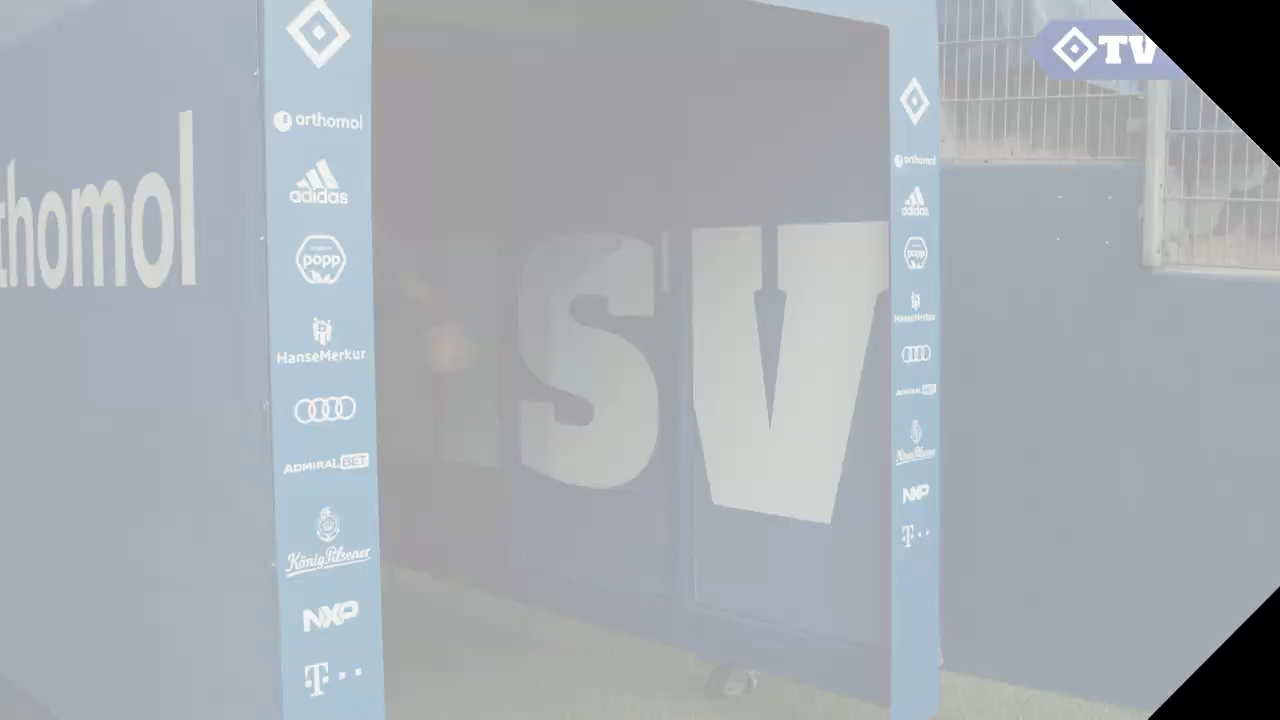 TV
thomol
orthomol
adidas
popp
HanseMerkur
ADMIRALBET
König Pilsener
NXP
T
SV
orthomol
adidas
popp
HanseMerkur
ADMIRALBET
König Pilsener
NXP
T